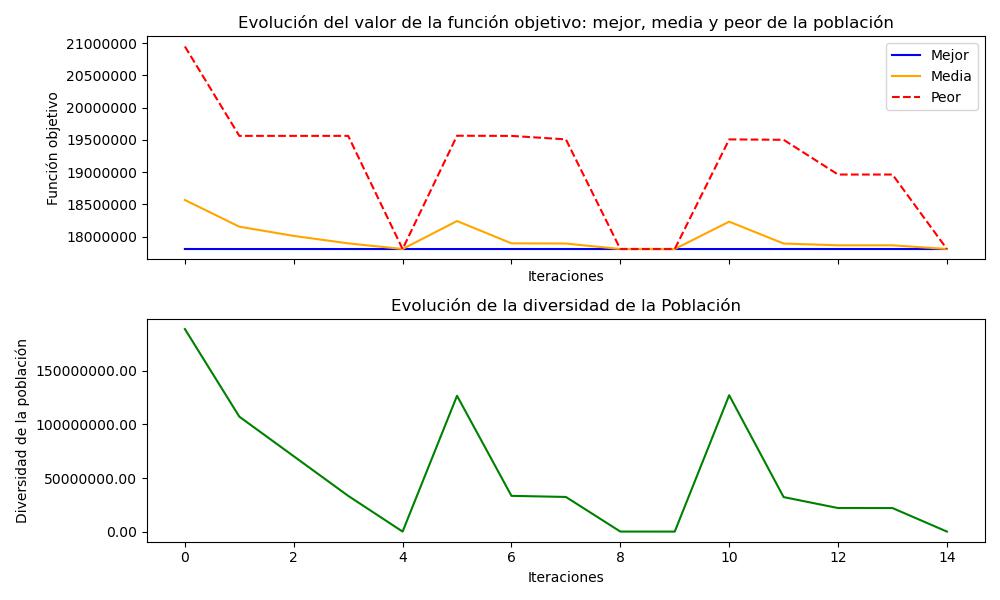 Evolución del valor de la función objetivo: mejor, media y peor de la población
21000000
20500000
20000000
19500000
19000000
18500000
18000000
Función objetivo
Mejor
Media
Peor
Iteraciones
Evolución de la diversidad de la Población
150000000.00
100000000.00
50000000.00
0.00
Diversidad de la población
0 2 4 6 8 10 12 14
Iteraciones